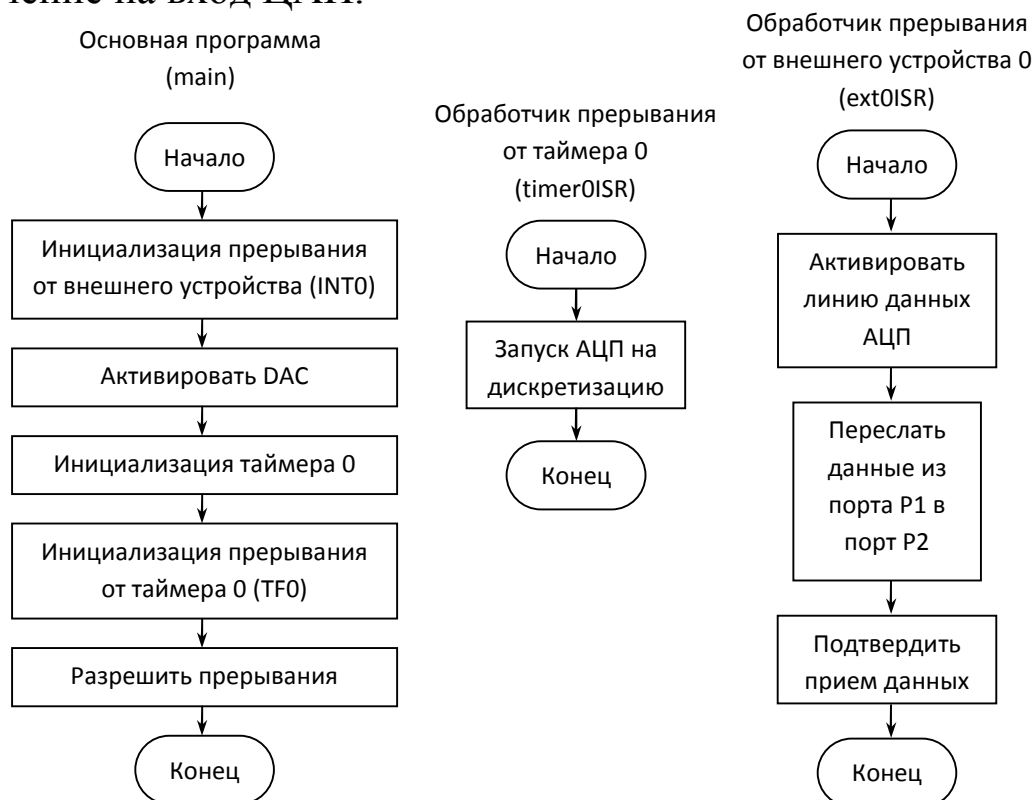 Основная программа
(main)
Начало
Инициализация прерывания
от внешнего устройства (INT0)
Активировать DAC
Инициализация таймера 0
Инициализация прерывания
от таймера 0 (TF0)
Разрешить прерывания
Конец
Обработчик прерывания
от таймера 0
(timer0ISR)
Начало
Запуск АЦП на
дискретизацию
Конец
Обработчик прерывания
от внешнего устройства 0
(ext0ISR)
Начало
Активировать
линию данных
АЦП
Переслать
данные из
порта P1 в
порт P2
Подтвердить
прием данных
Конец